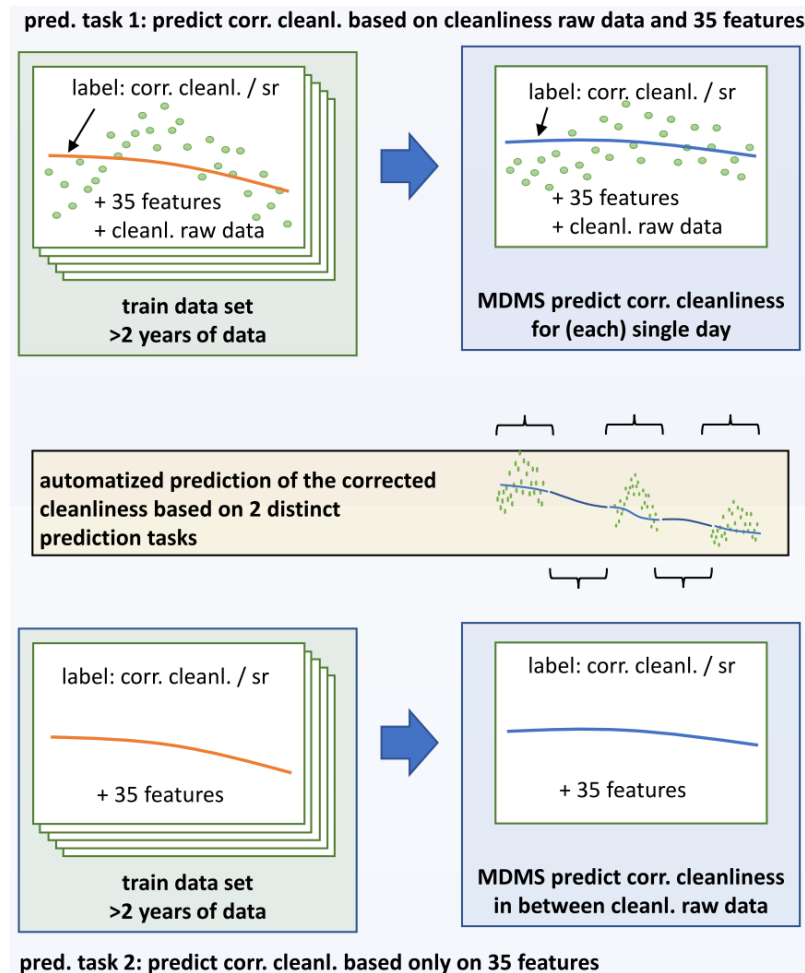 pred. task 1: predict corr. cleanl. based on cleanliness raw data and 35 features
label: corr. cleanl. / sr
+ 35 features
+ cleanl. raw data
train data set
>2 years of data
label: corr. cleanl. / sr
+ 35 features
+ cleanl. raw data
MDMS predict corr. cleanliness
for (each) single day
automatized prediction of the corrected
cleanliness based on 2 distinct
prediction tasks
label: corr. cleanl. / sr
+ 35 features
train data set
>2 years of data
label: corr. cleanl. / sr
+ 35 features
MDMS predict corr. cleanliness
in between cleanl. raw data
pred. task 2: predict corr. cleanl. based only on 35 features